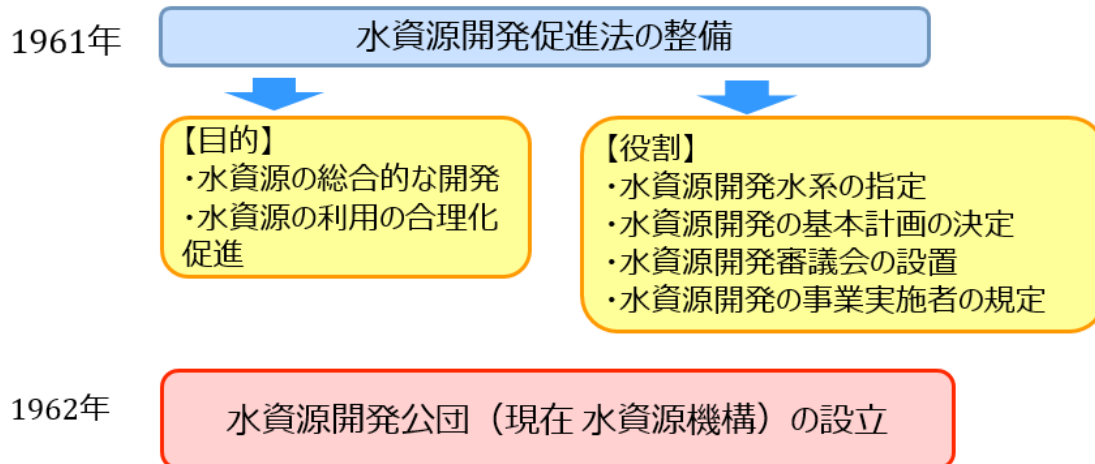 1961年
水資源開発促進法の整備
【目的】
・水資源の総合的な開発
・水資源の利用の合理化
促進
【役割】
・水資源開発水系の指定
・水資源開発の基本計画の決定
・水資源開発審議会の設置
・水資源開発の事業実施者の規定
1962年
水資源開発公団（現在 水資源機構）の設立